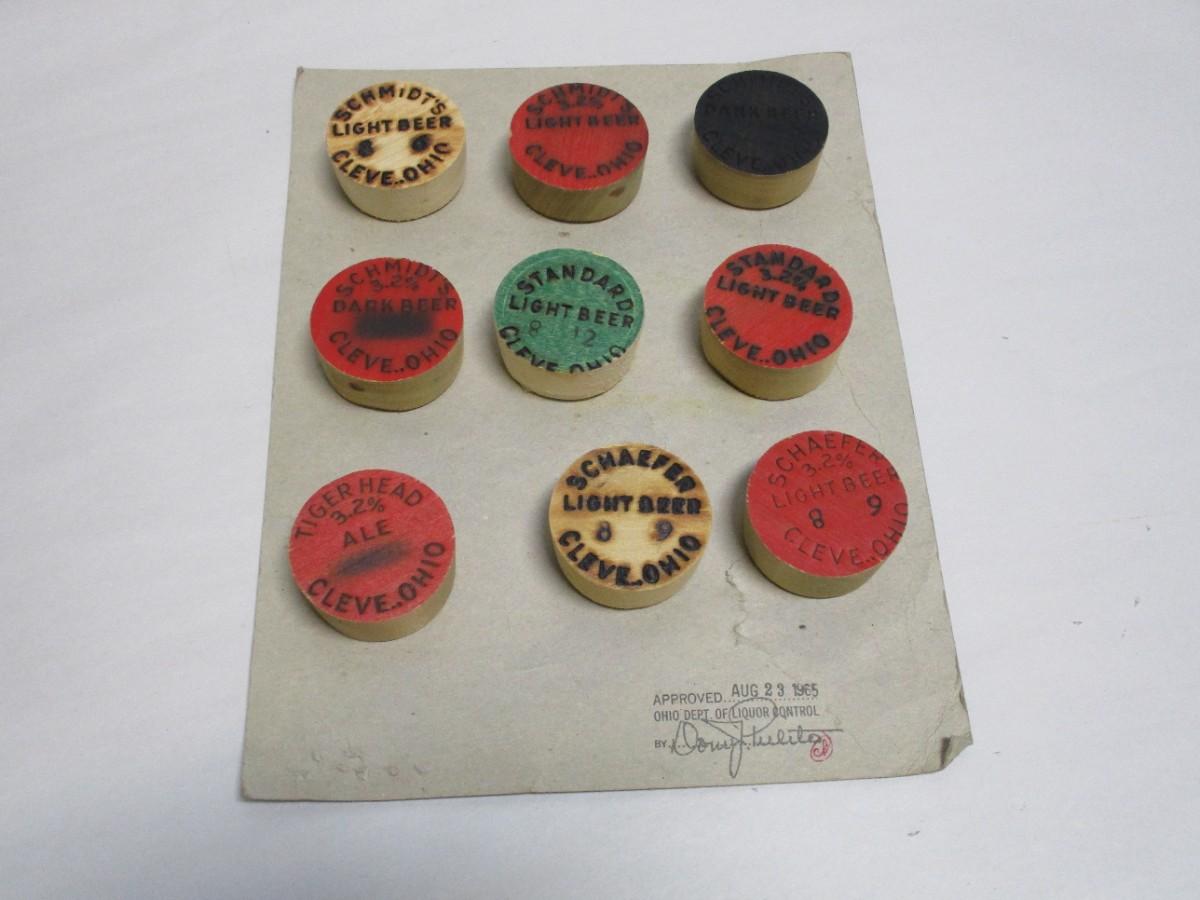 SCHMIDT'S
LIGHT BEER
8 6
CLEVE., OHIO
SCHMIDT'S
3.2%
LIGHT BEER
CLEVE., OHIO
SCHMIDT'S
DARK BEER
CLEVE., OHIO
SCHMIDT'S
3.2%
DARK BEER
CLEVE., OHIO
STANDARD
LIGHT BEER
8 12
CLEVE., OHIO
STANDARD
3.2%
LIGHT BEER
CLEVE., OHIO
TIGER HEAD
3.2%
ALE
CLEVE., OHIO
SCHAEFER
LIGHT BEER
8 9
CLEVE., OHIO
SCHAEFER
3.2%
LIGHT BEER
8 9
CLEVE., OHIO
APPROVED AUG 23 1965
OHIO DEPT. OF LIQUOR CONTROL
BY